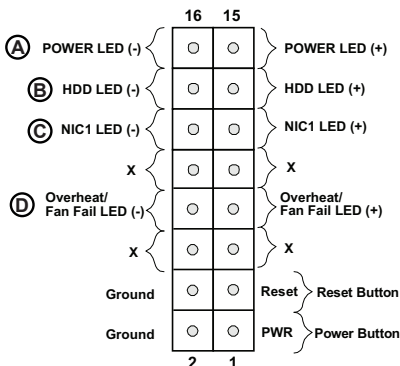 16 15
A POWER LED (-) POWER LED (+)
B HDD LED (-) HDD LED (+)
C NIC1 LED (-) NIC1 LED (+)
X X
D Overheat/ Overheat/
Fan Fail LED (-) Fan Fail LED (+)
X X
Ground Reset Reset Button
Ground PWR Power Button
2 1